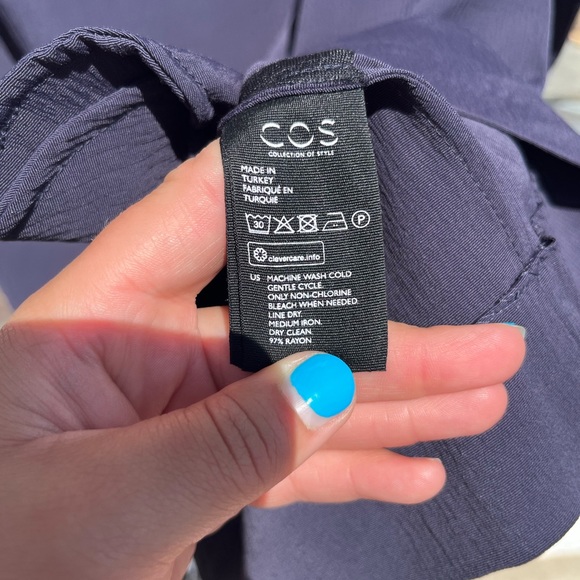 COS
COLLECTION OF STYLE
MADE IN
TURKEY
FABRIQUÉ EN
TURQUIE
30 P
clevercare.info
US MACHINE WASH COLD
GENTLE CYCLE.
ONLY NON-CHLORINE
BLEACH WHEN NEEDED.
LINE DRY.
MEDIUM IRON.
DRY CLEAN.
97% RAYON